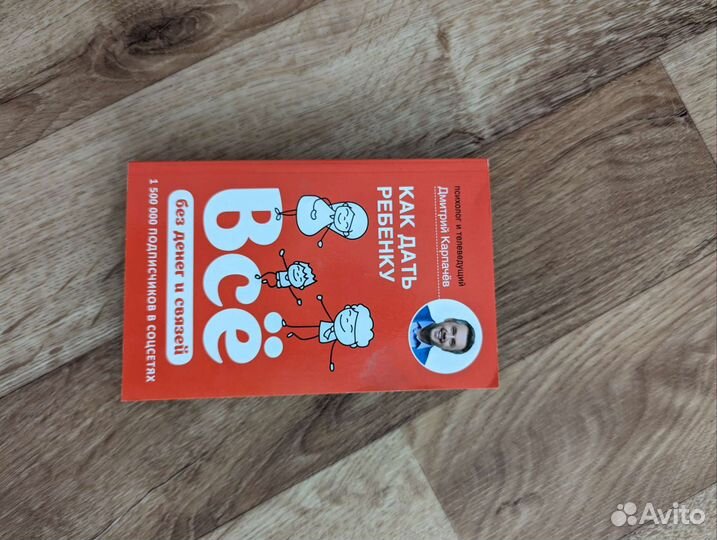 психолог и телеведущий
Дмитрий Карпачёв
КАК ДАТЬ
РЕБЕНКУ
Всё
без денег и связей
1 500 000 ПОДПИСЧИКОВ В СОЦСЕТЯХ
Avito